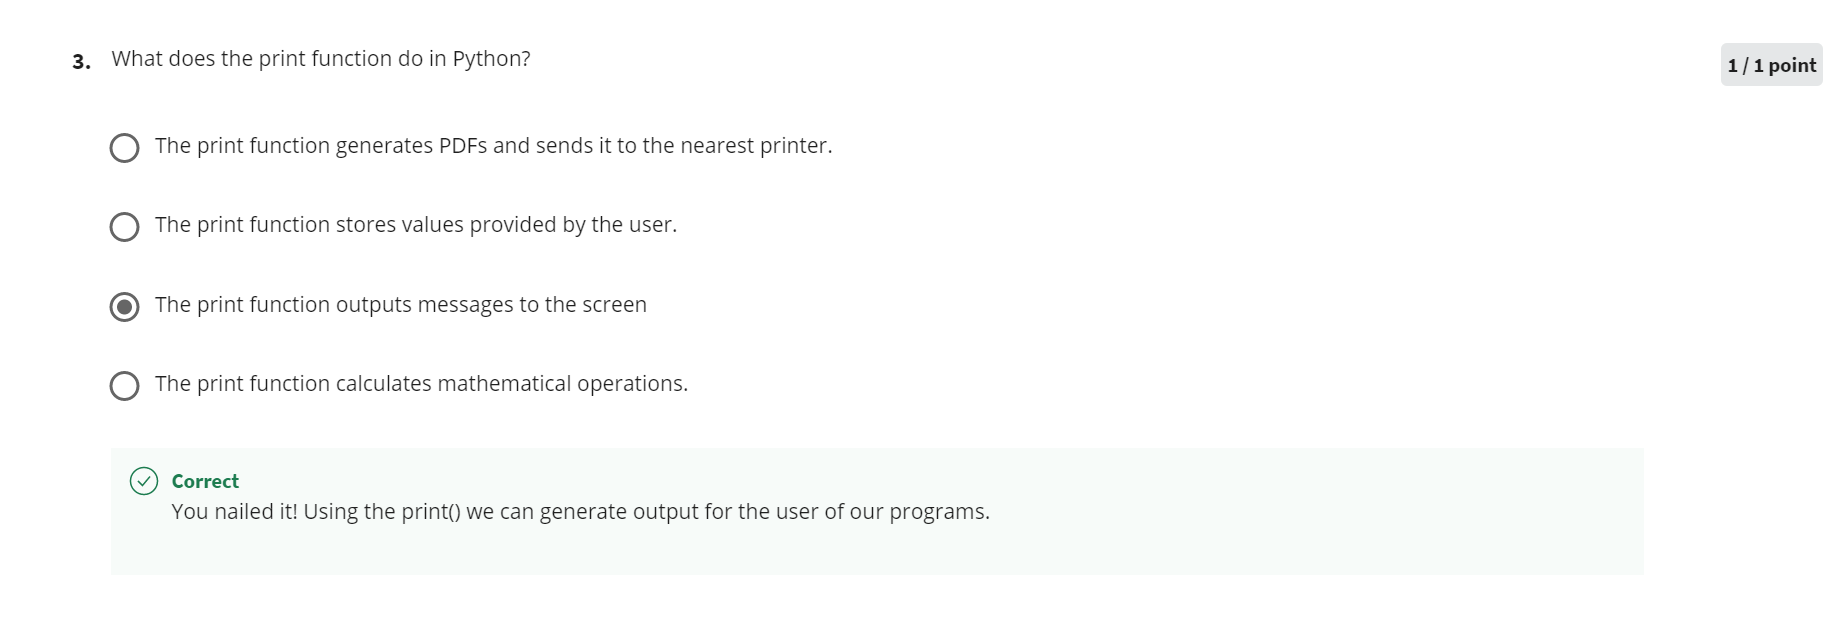 3. What does the print function do in Python?
1 / 1 point
The print function generates PDFs and sends it to the nearest printer.
The print function stores values provided by the user.
The print function outputs messages to the screen
The print function calculates mathematical operations.
Correct
You nailed it! Using the print() we can generate output for the user of our programs.